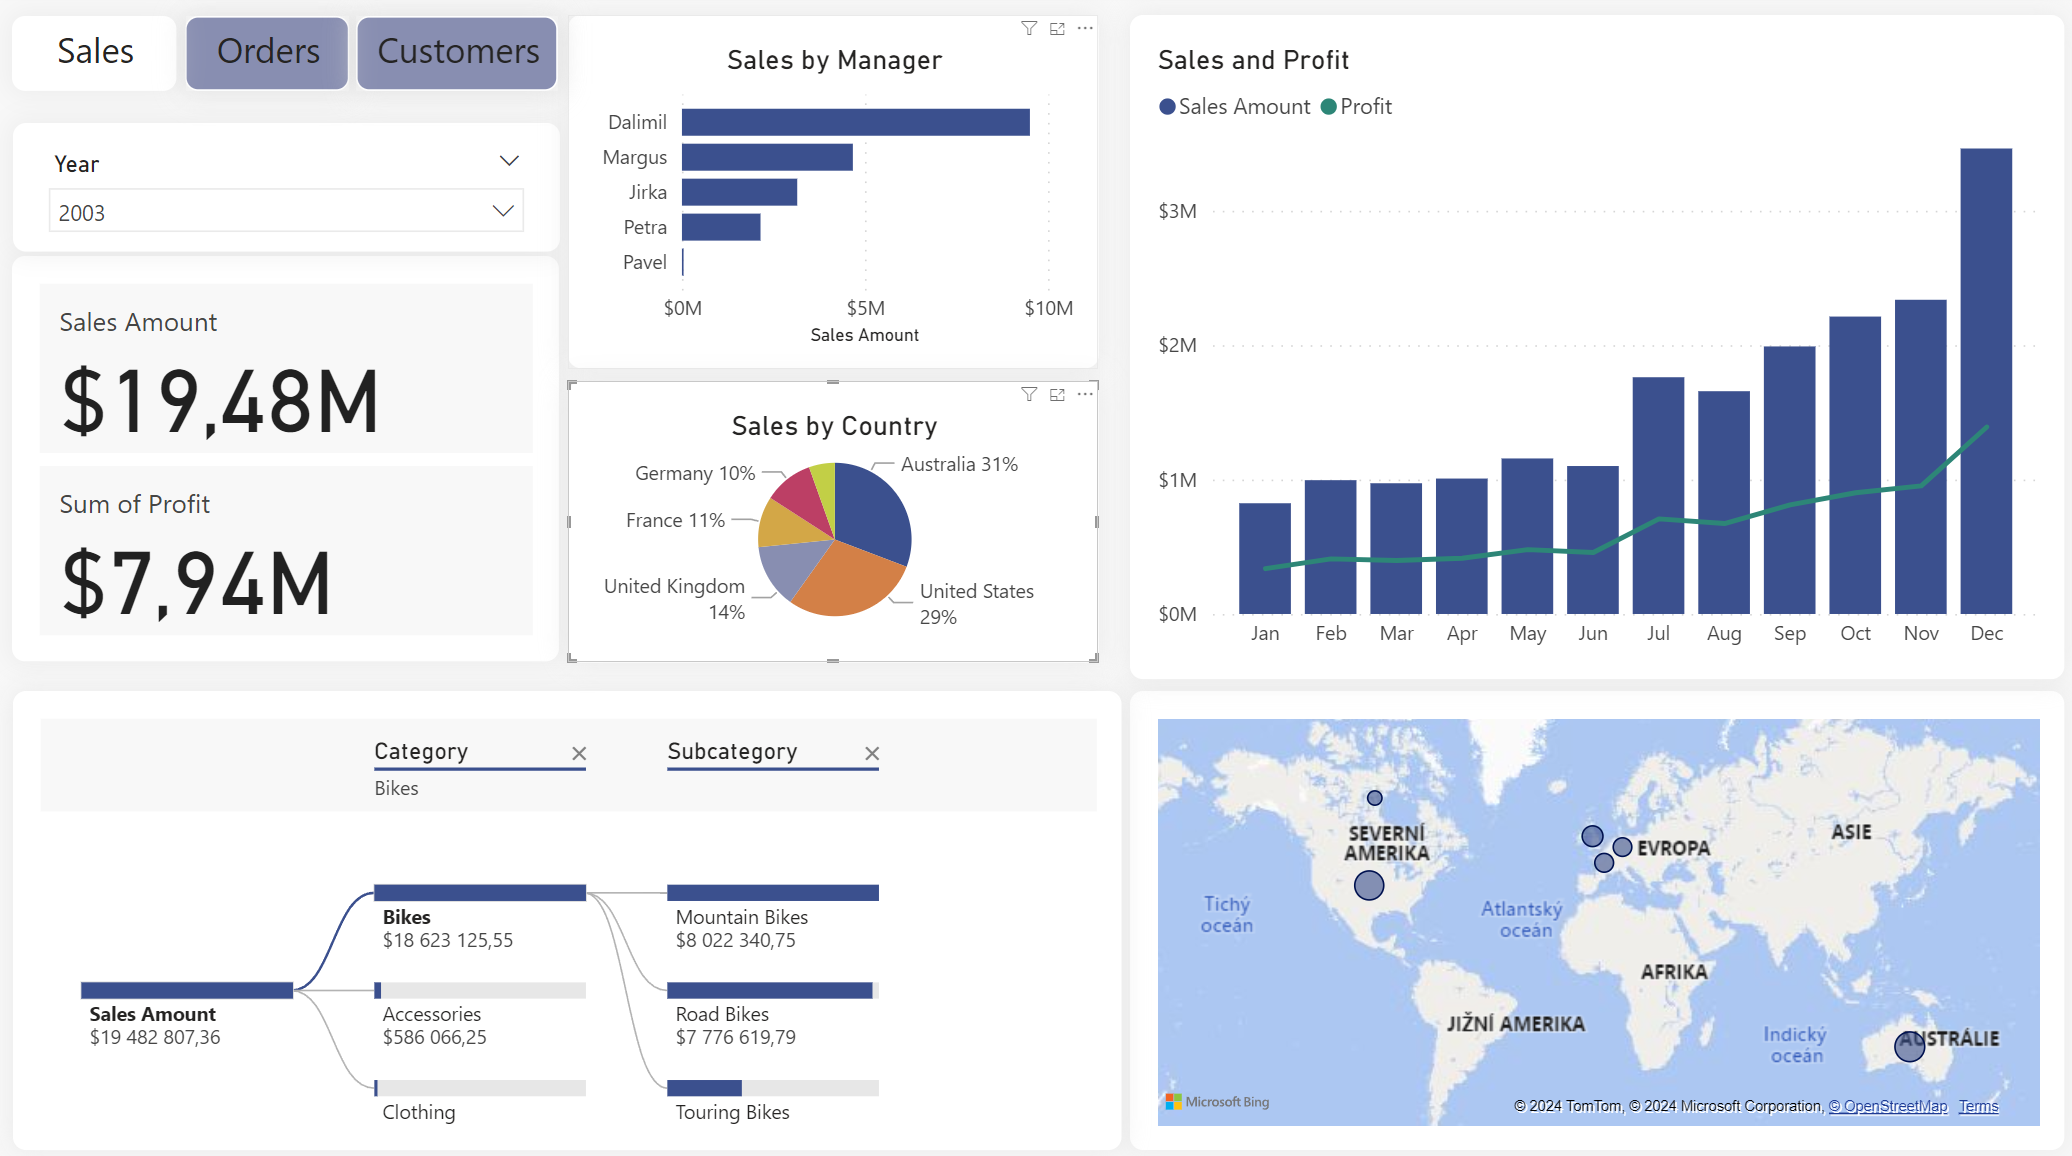 Sales
Orders
Customers
Year
2003
Sales Amount
$19,48M
Sum of Profit
$7,94M
Sales by Manager
Dalimil
Margus
Jirka
Petra
Pavel
$0M
$5M
$10M
Sales Amount
Sales by Country
Australia 31%
Germany 10%
France 11%
United Kingdom
14%
United States
29%
Sales and Profit
Sales Amount
Profit
$3M
$2M
$1M
$0M
Jan
Feb
Mar
Apr
May
Jun
Jul
Aug
Sep
Oct
Nov
Dec
Category
Bikes
Subcategory
Sales Amount
$19 482 807,36
Bikes
$18 623 125,55
Accessories
$586 066,25
Clothing
Mountain Bikes
$8 022 340,75
Road Bikes
$7 776 619,79
Touring Bikes
SEVERNÍ
AMERIKA
EVROPA
ASIE
Tichý
oceán
Atlantský
oceán
AFRIKA
JIŽNÍ AMERIKA
Indický
oceán
AUSTRÁLIE
Microsoft Bing
© 2024 TomTom, © 2024 Microsoft Corporation, © OpenStreetMap Terms